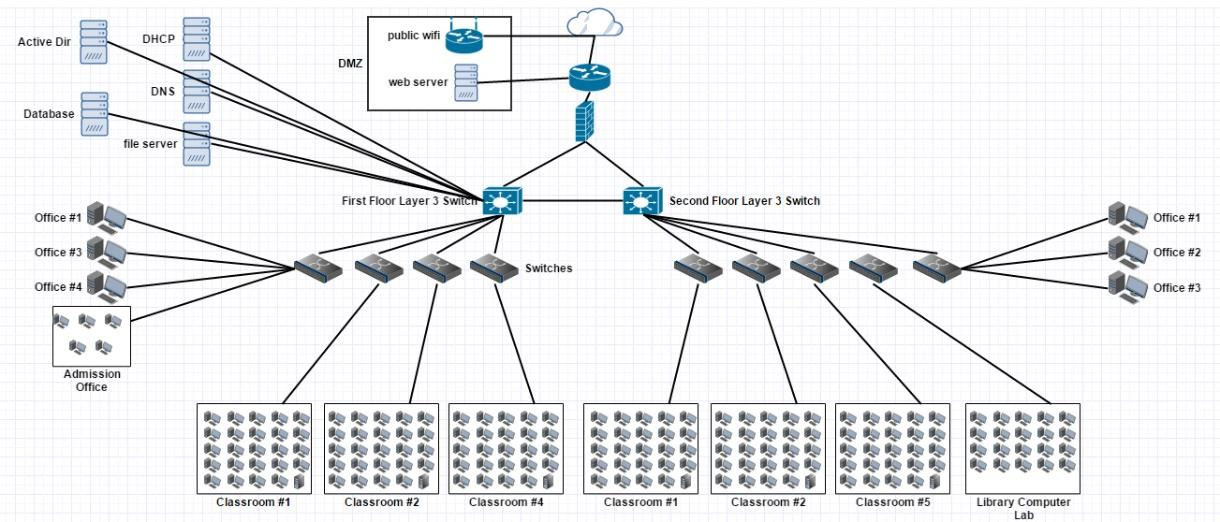 Active Dir
DHCP
public wifi
DMZ
DNS
web server
Database
file server
First Floor Layer 3 Switch
Second Floor Layer 3 Switch
Office #1
Office #3
Office #4
Switches
Office #1
Office #2
Office #3
Admission
Office
Classroom #1
Classroom #2
Classroom #4
Classroom #1
Classroom #2
Classroom #5
Library Computer
Lab